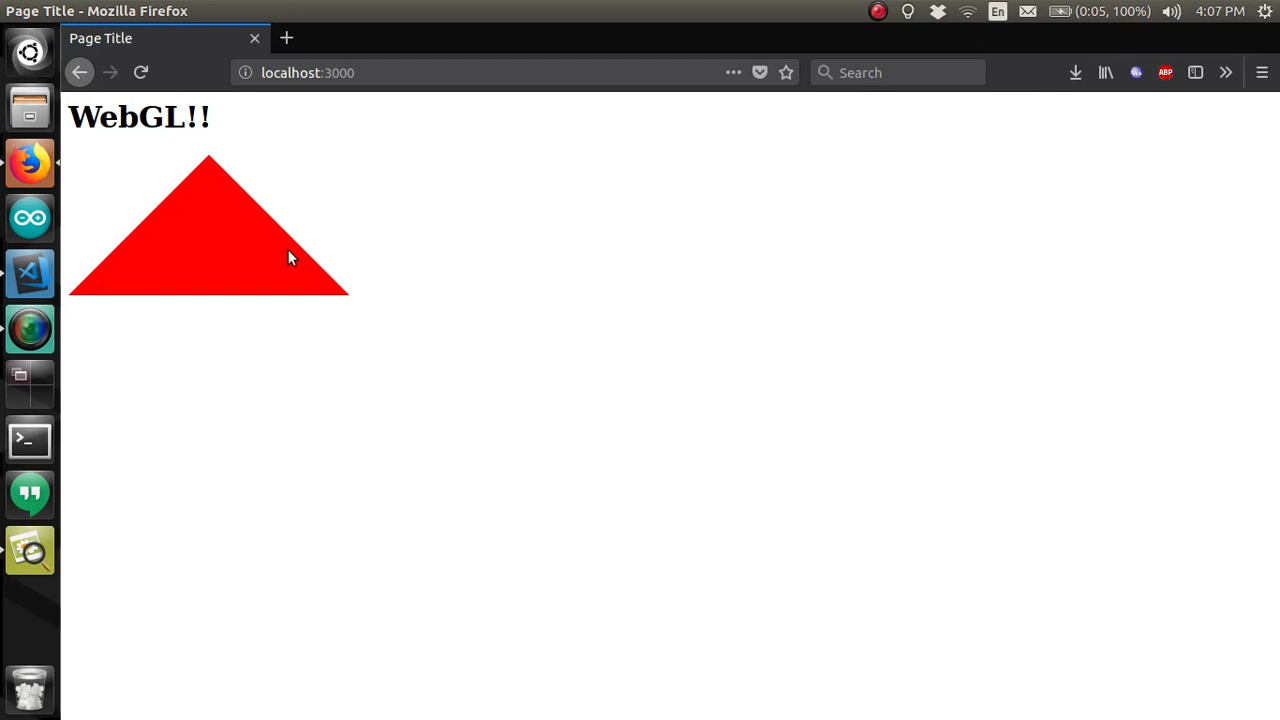 Page Title - Mozilla Firefox
En
(0:05, 100%)
4:07 PM
Page Title
localhost:3000
Search
ABP
WebGL!!